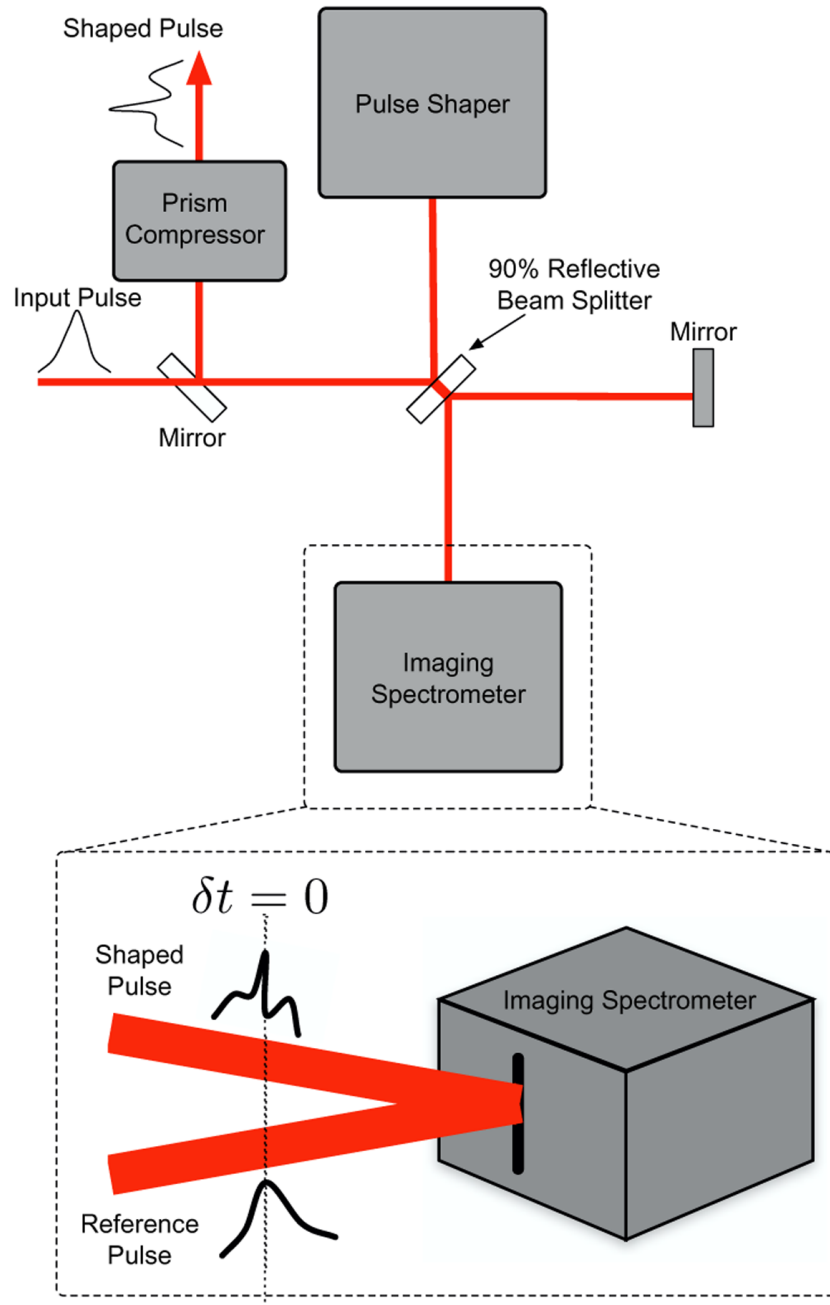 Shaped Pulse
Pulse Shaper
Prism
Compressor
90% Reflective
Beam Splitter
Input Pulse
Mirror
Mirror
Imaging
Spectrometer
δt = 0
Shaped
Pulse
Imaging Spectrometer
Reference
Pulse